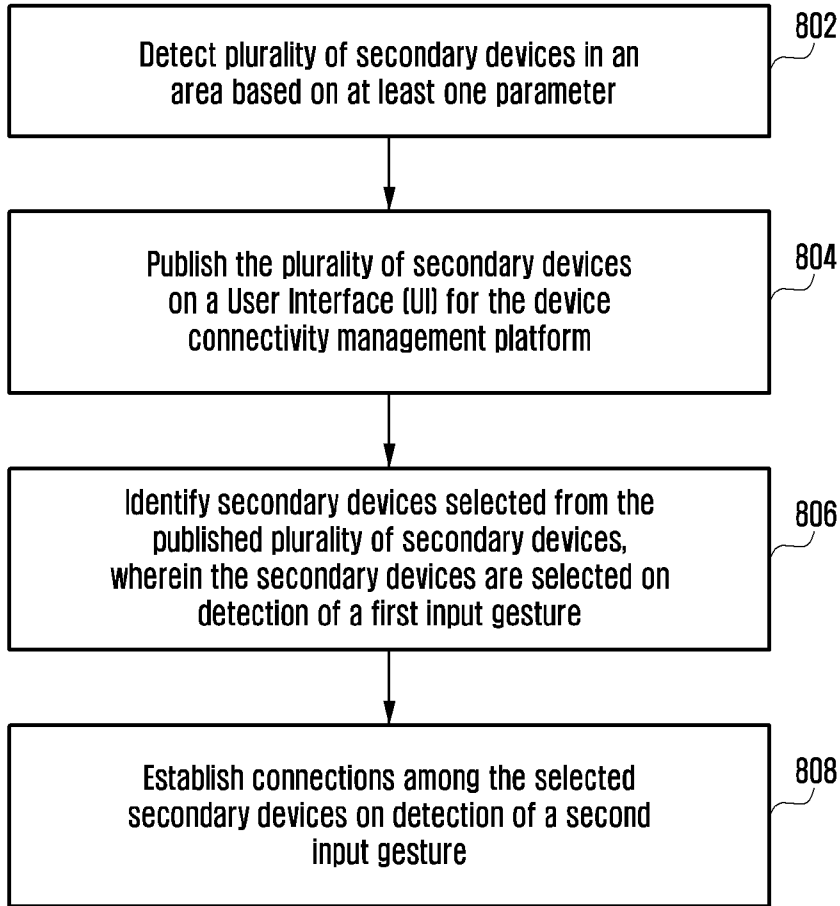 802
Detect plurality of secondary devices in an
area based on at least one parameter
804
Publish the plurality of secondary devices
on a User Interface (UI) for the device
connectivity management platform
806
Identify secondary devices selected from the
published plurality of secondary devices,
wherein the secondary devices are selected on
detection of a first input gesture
808
Establish connections among the selected
secondary devices on detection of a second
input gesture